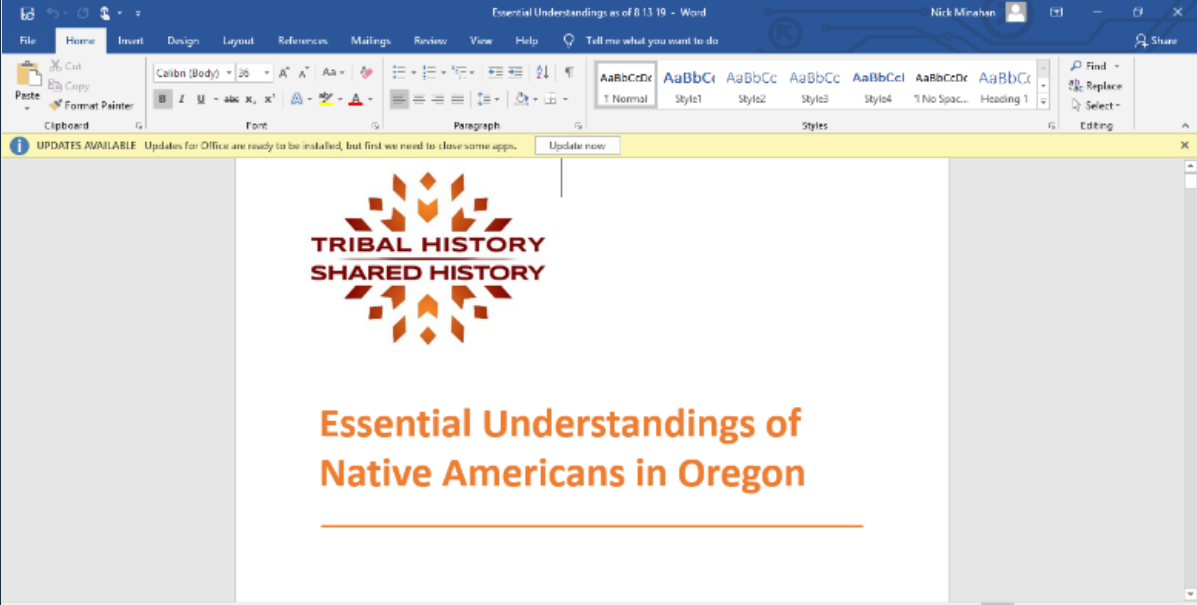 Essential Understandings as of 8 13 19 - Word
Nick Minahan
File Home Insert Design Layout References Mailings Review View Help Tell me what you want to do Share
Paste
Cut
Copy
Format Painter
Clipboard
Calibri (Body) 36 A A Aa
B I U abc x, x A A
Font
Paragraph
AaBbCcDc AaBbCc AaBbCc AaBbCc AaBbCcI AaBbCcDc AaBbCc
¶ Normal Style1 Style2 Style3 Style4 ¶ No Spac... Heading 1
Styles
Find
Replace
Select
Editing
UPDATES AVAILABLE Updates for Office are ready to be installed, but first we need to close some apps. Update now
TRIBAL HISTORY
SHARED HISTORY
Essential Understandings of
Native Americans in Oregon